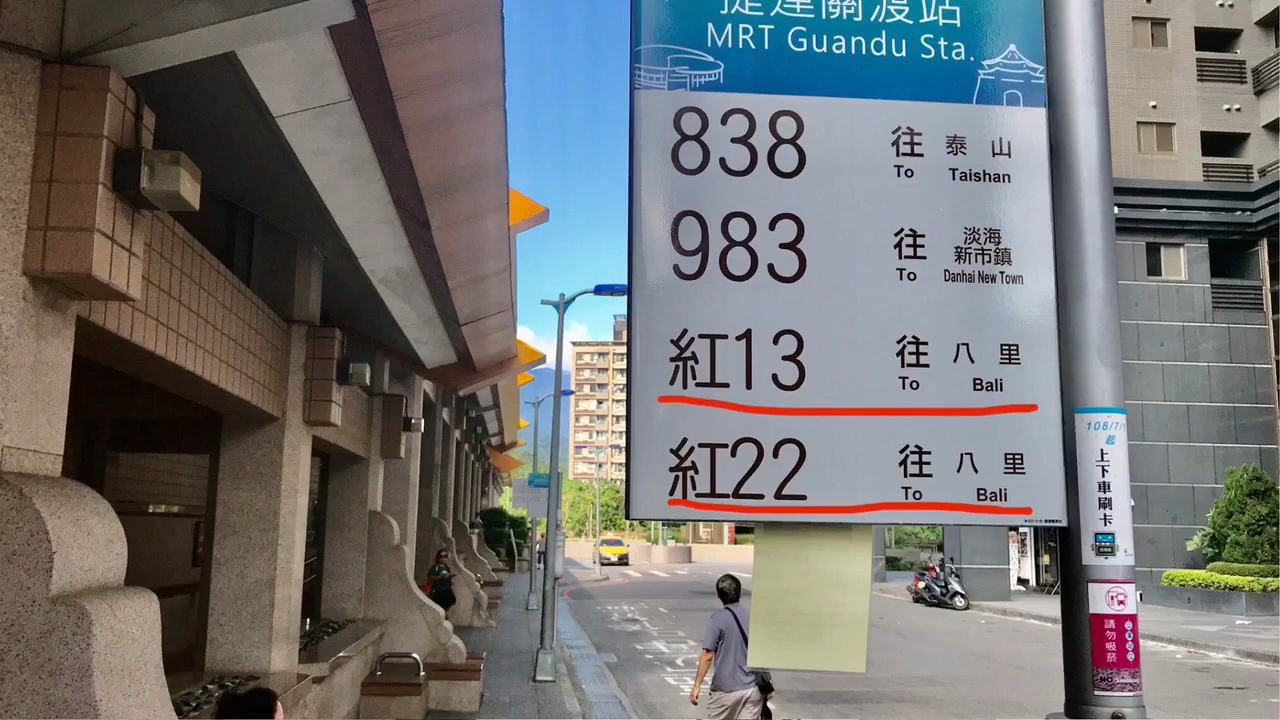 捷運關渡站
MRT Guandu Sta.
838 往 泰山
To Taishan
983 往 淡海新市鎮
To Danhai New Town
紅13 往 八里
To Bali
紅22 往 八里
To Bali
108/7/1
起
上下車刷卡
請勿吸菸